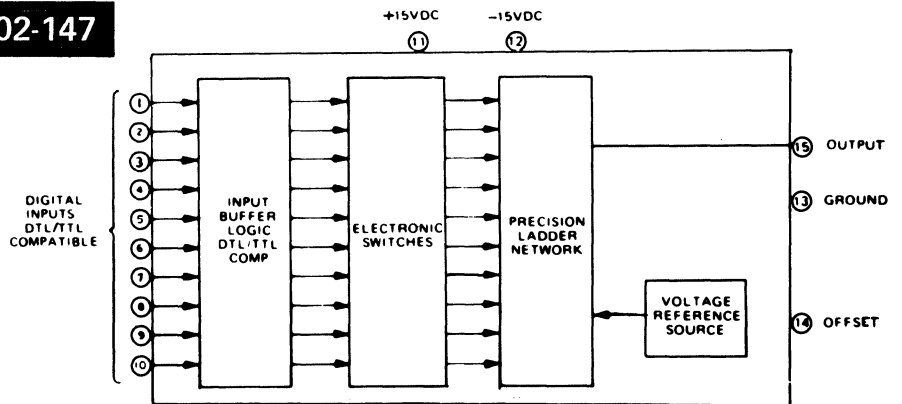 02-147
+15VDC
-15VDC
11
12
1
2
3
4
5
6
7
8
9
10
DIGITAL
INPUTS
DTL/TTL
COMPATIBLE
INPUT
BUFFER
LOGIC
DTL/TTL
COMP
ELECTRONIC
SWITCHES
PRECISION
LADDER
NETWORK
VOLTAGE
REFERENCE
SOURCE
15 OUTPUT
13 GROUND
14 OFFSET